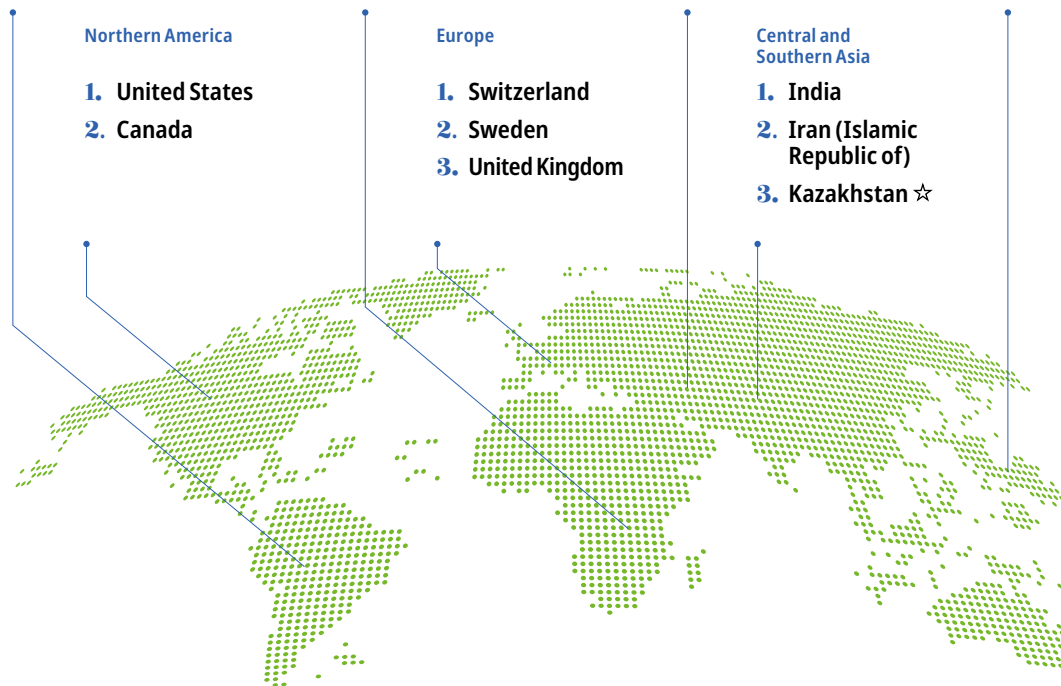 Northern America
1. United States
2. Canada
Europe
1. Switzerland
2. Sweden
3. United Kingdom
Central and
Southern Asia
1. India
2. Iran (Islamic
Republic of)
3. Kazakhstan ☆